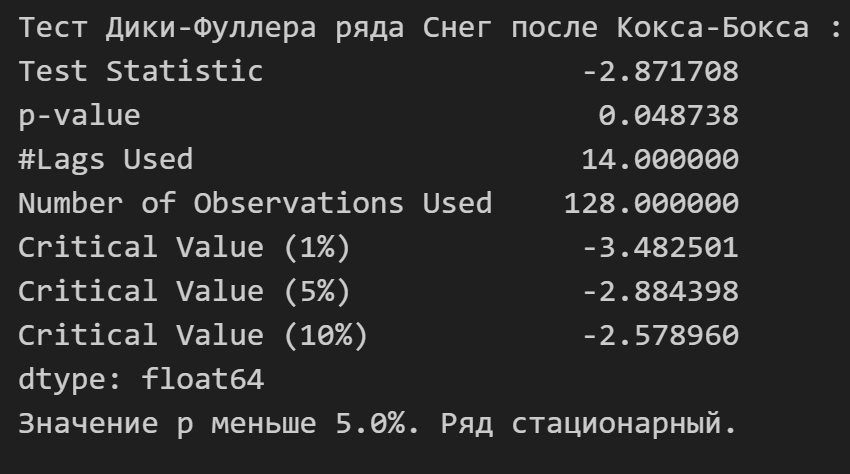 Тест Дики-Фуллера ряда Снег после Кокса-Бокса :
Test Statistic -2.871708
p-value 0.048738
#Lags Used 14.000000
Number of Observations Used 128.000000
Critical Value (1%) -3.482501
Critical Value (5%) -2.884398
Critical Value (10%) -2.578960
dtype: float64
Значение p меньше 5.0%. Ряд стационарный.